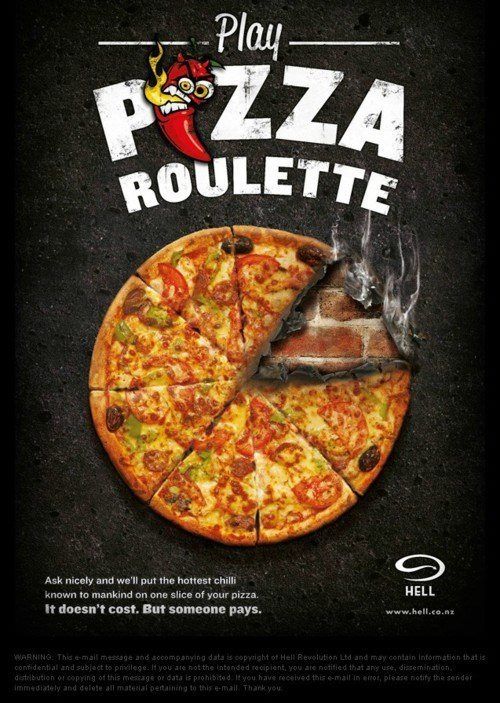 Play
PIZZA
ROULETTE
Ask nicely and we'll put the hottest chilli
known to mankind on one slice of your pizza.
It doesn't cost. But someone pays.
HELL
www.hell.co.nz
WARNING: This e-mail message and accompanying data is copyright of Hell Revolution Ltd and may contain information that is
confidential and subject to privilege. If you are not the intended recipient, you are notified that any use, dissemination,
distribution or copying of this message or data is prohibited. If you have received this e-mail in error, please notify the sender
immediately and delete all material pertaining to this e-mail. Thank you.